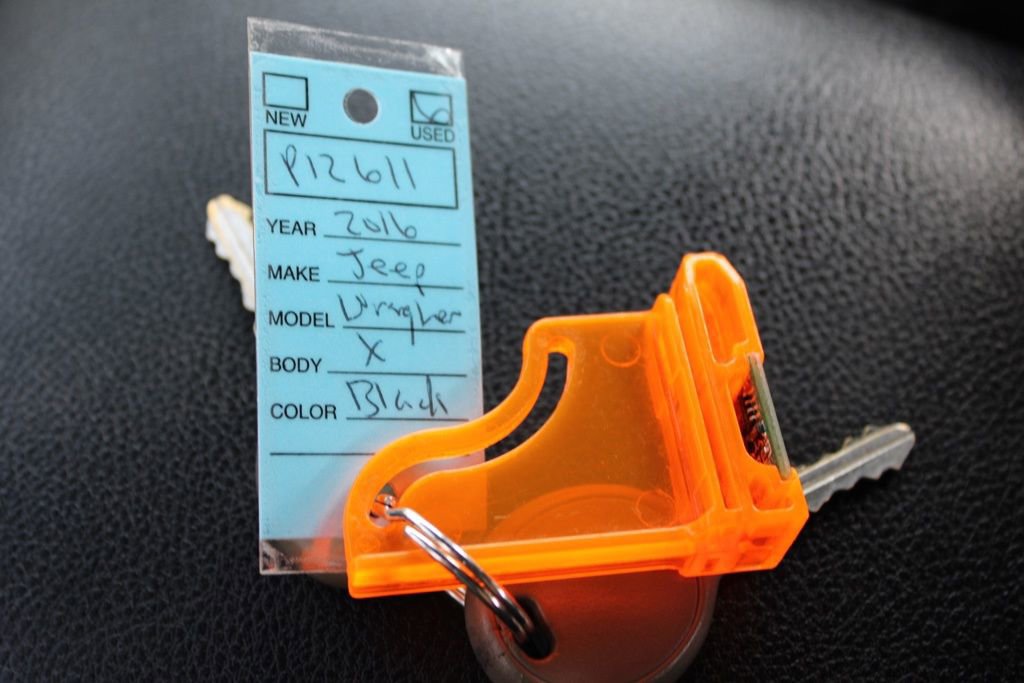 NEW USED
P12611
YEAR 2016
MAKE Jeep
MODEL Wrangler
BODY X
COLOR Black